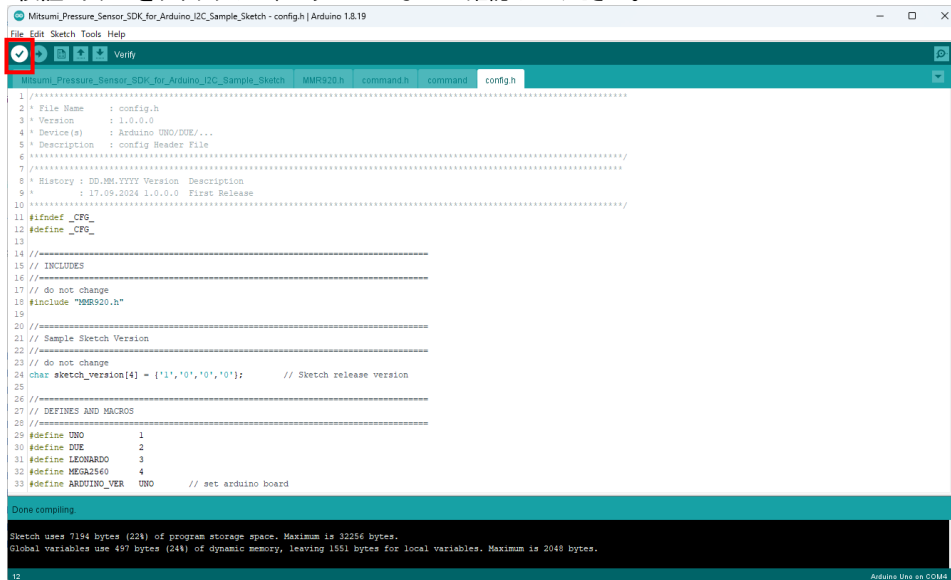 Mitsumi_Pressure_Sensor_SDK_for_Arduino_I2C_Sample_Sketch - config.h | Arduino 1.8.19
File Edit Sketch Tools Help
Verify
Mitsumi_Pressure_Sensor_SDK_for_Arduino_I2C_Sample_Sketch MMR920.h command.h command config.h
1 /******************************************************************************************************************
2 * File Name : config.h
3 * Version : 1.0.0.0
4 * Device(s) : Arduino UNO/DUE/...
5 * Description : config Header File
6 ******************************************************************************************************************/
7 /*****************************************************************************************************************
8 * History : DD.MM.YYYY Version Description
9 * : 17.09.2024 1.0.0.0 First Release
10 ******************************************************************************************************************/
11 #ifndef _CFG_
12 #define _CFG_
13
14 //===========================================================================
15 // INCLUDES
16 //===========================================================================
17 // do not change
18 #include "MMR920.h"
19
20 //===========================================================================
21 // Sample Sketch Version
22 //===========================================================================
23 // do not change
24 char sketch_version[4] = {'1','0','0','0'}; // Sketch release version
25
26 //===========================================================================
27 // DEFINES AND MACROS
28 //===========================================================================
29 #define UNO 1
30 #define DUE 2
31 #define LEONARDO 3
32 #define MEGA2560 4
33 #define ARDUINO_VER UNO // set arduino board
Done compiling.
Sketch uses 7194 bytes (22%) of program storage space. Maximum is 32256 bytes.
Global variables use 497 bytes (24%) of dynamic memory, leaving 1551 bytes for local variables. Maximum is 2048 bytes.
12 Arduino Uno on COM4